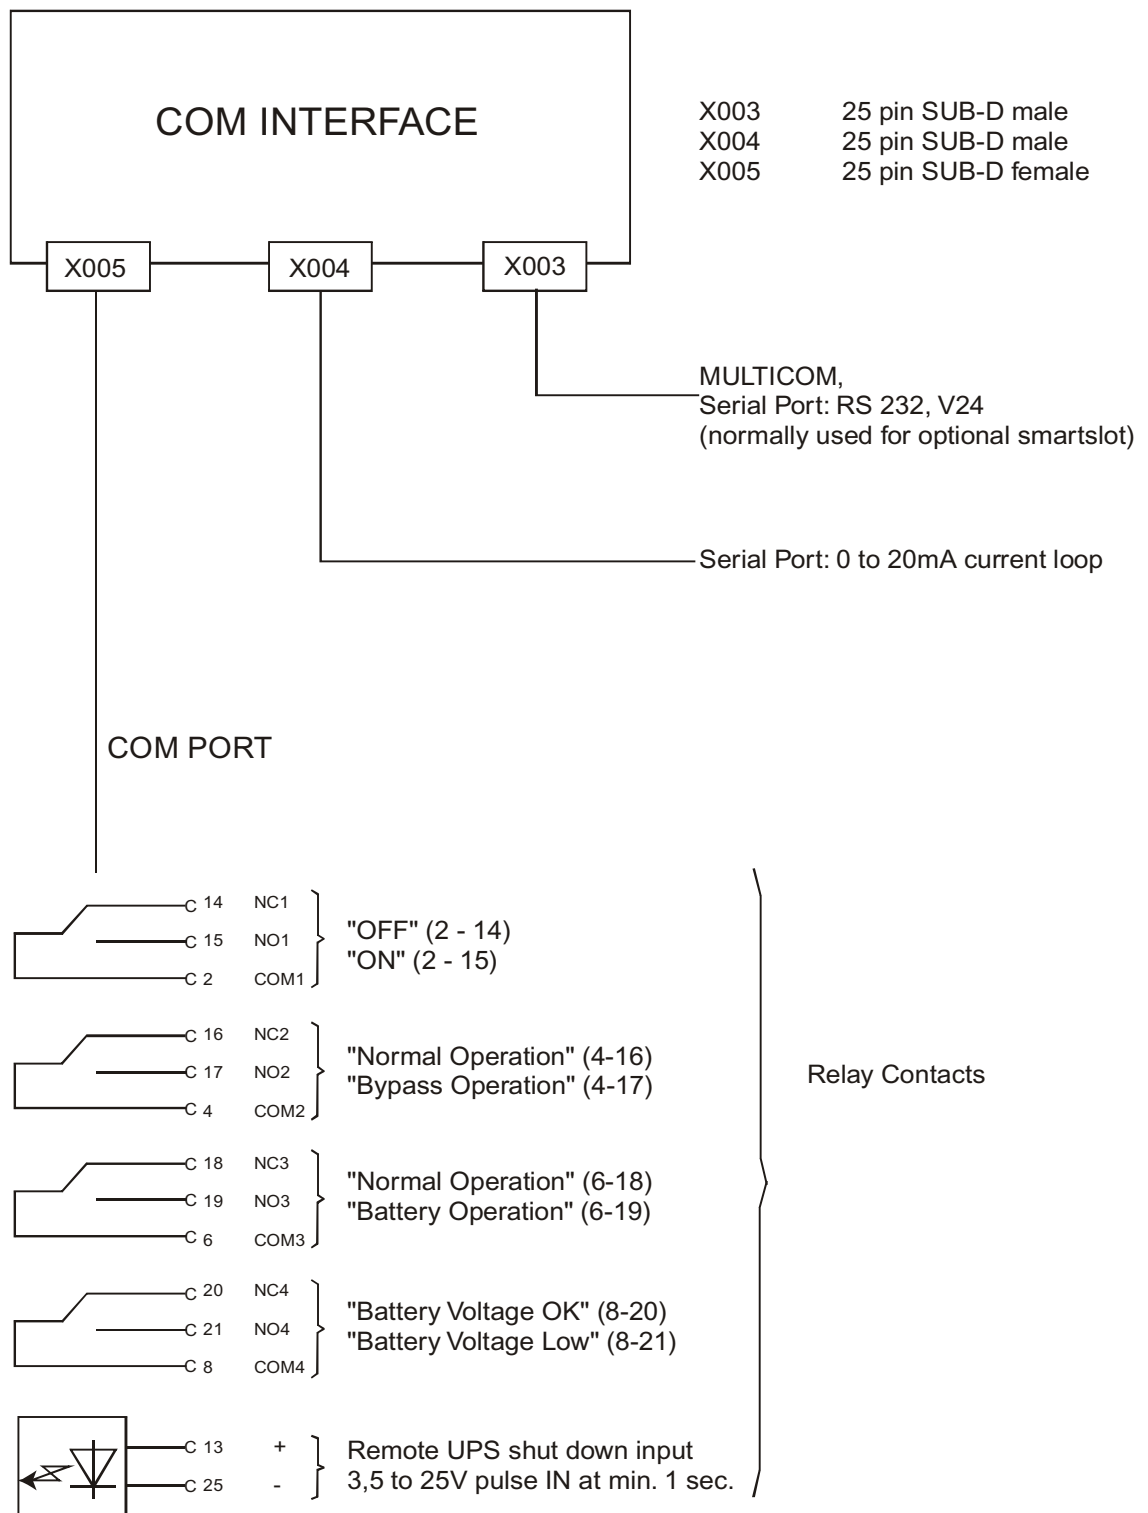 COM INTERFACE
X003 25 pin SUB-D male
X004 25 pin SUB-D male
X005 25 pin SUB-D female
X005 X004 X003
MULTICOM,
Serial Port: RS 232, V24
(normally used for optional smartslot)
Serial Port: 0 to 20mA current loop
COM PORT
C 14 NC1
C 15 NO1
C 2 COM1
"OFF" (2 - 14)
"ON" (2 - 15)
C 16 NC2
C 17 NO2
C 4 COM2
"Normal Operation" (4-16)
"Bypass Operation" (4-17)
Relay Contacts
C 18 NC3
C 19 NO3
C 6 COM3
"Normal Operation" (6-18)
"Battery Operation" (6-19)
C 20 NC4
C 21 NO4
C 8 COM4
"Battery Voltage OK" (8-20)
"Battery Voltage Low" (8-21)
C 13 +
C 25 -
Remote UPS shut down input
3,5 to 25V pulse IN at min. 1 sec.